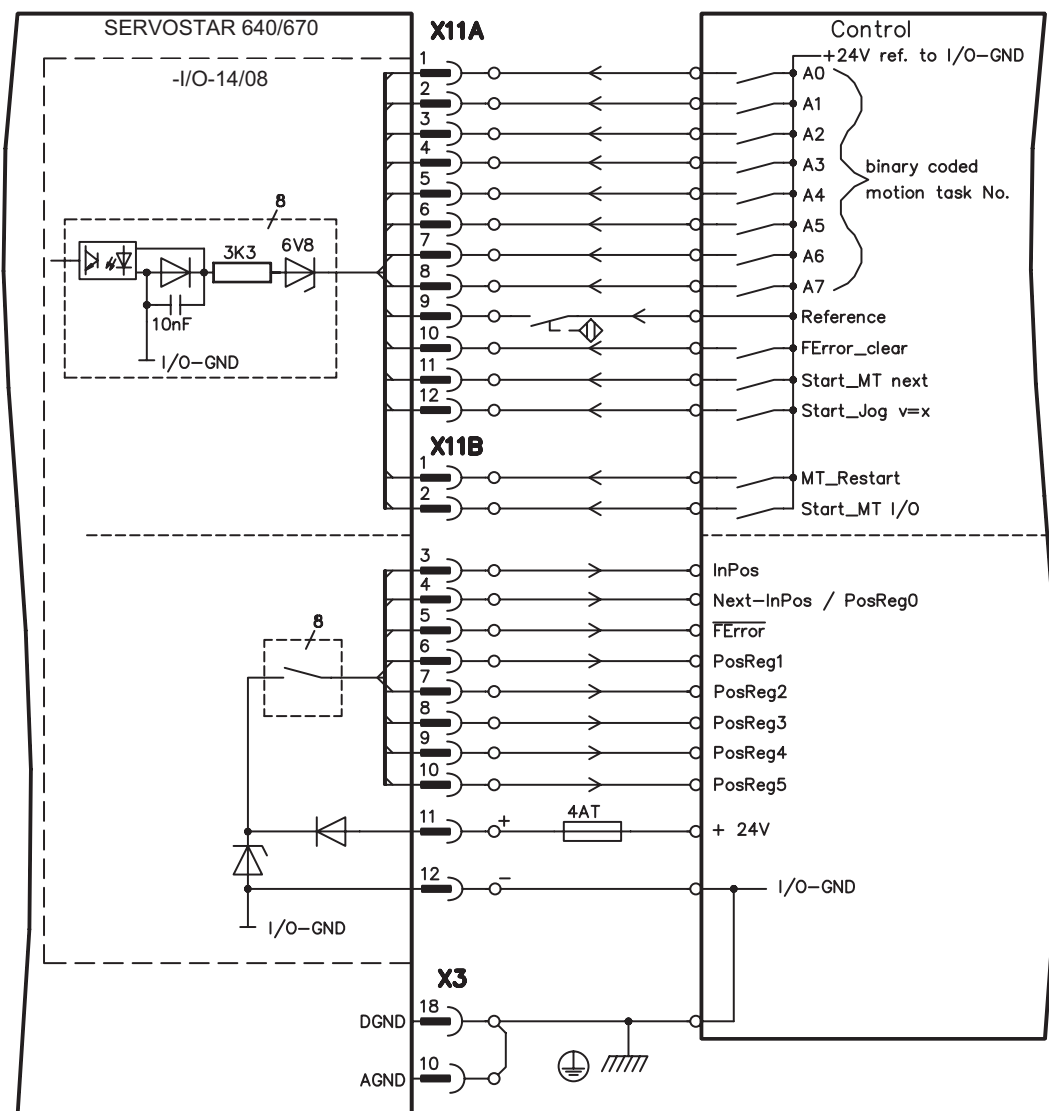 SERVOSTAR 640/670
X11A
Control
+24V ref. to I/O-GND
-I/O-14/08
1
A0
2
A1
3
A2
4
A3
binary coded
motion task No.
5
A4
6
A5
7
A6
8
A7
8
3K3
6V8
10nF
I/O-GND
9
Reference
10
FError_clear
11
Start_MT next
12
Start_Jog v=x
X11B
1
MT_Restart
2
Start_MT I/O
3
InPos
4
Next-InPos / PosReg0
5
FError
6
PosReg1
8
7
PosReg2
8
PosReg3
9
PosReg4
10
PosReg5
11
+
4AT
+ 24V
12
−
I/O-GND
I/O-GND
X3
DGND
18
AGND
10